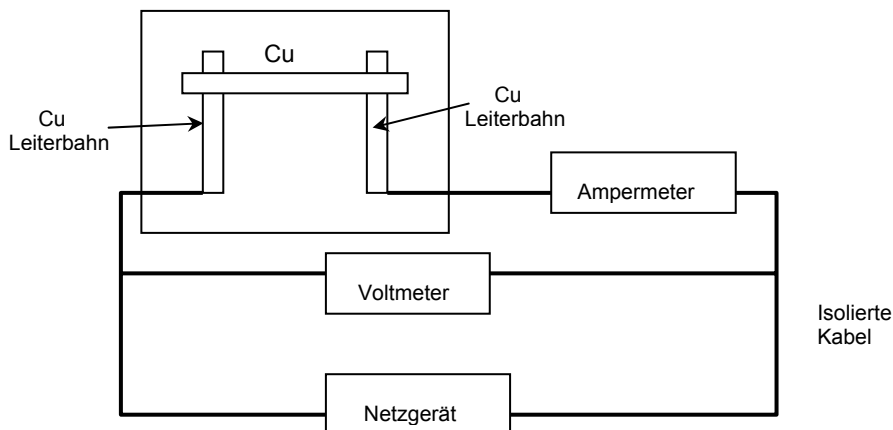 Cu
Cu
Leiterbahn
Cu
Leiterbahn
Ampermeter
Voltmeter
Isolierte
Kabel
Netzgerät